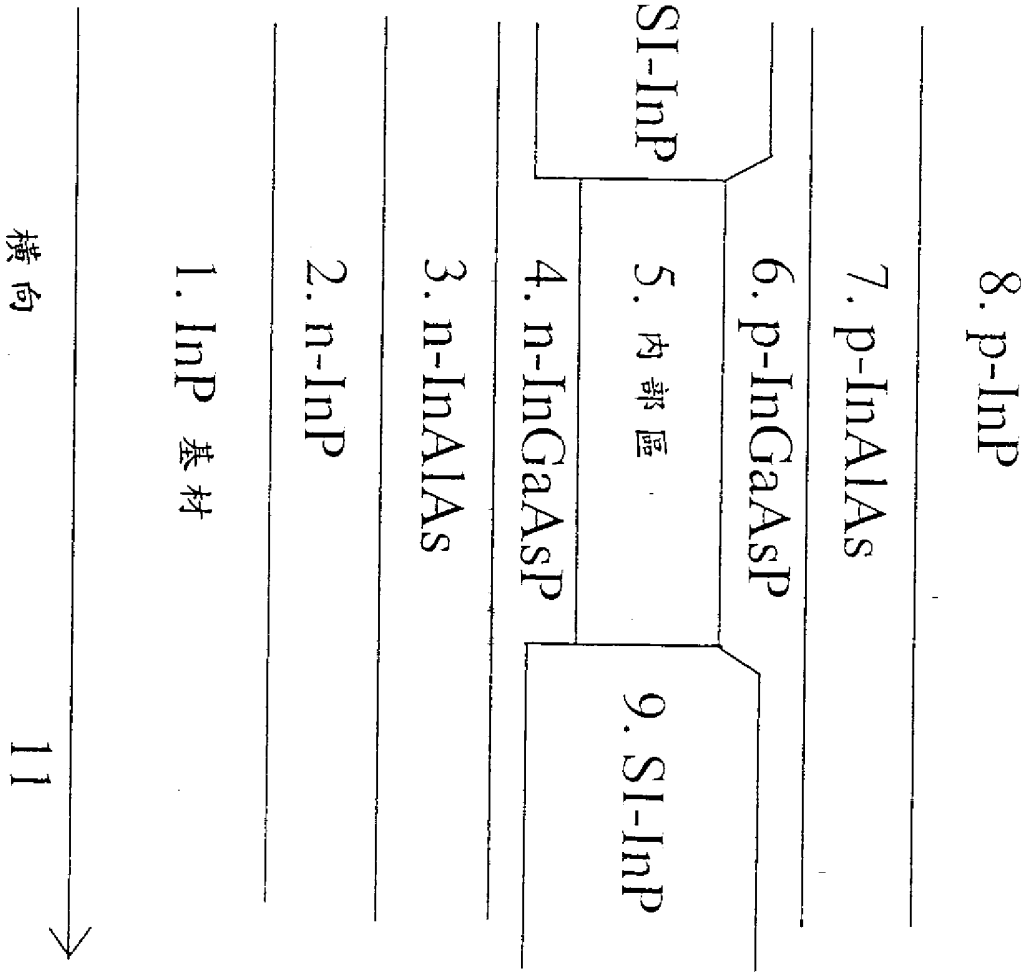 8. p-InP
7. p-InAlAs
6. p-InGaAsP
SI-InP
5. 內部區
9. SI-InP
4. n-InGaAsP
3. n-InAlAs
2. n-InP
1. InP 基材
橫向
11